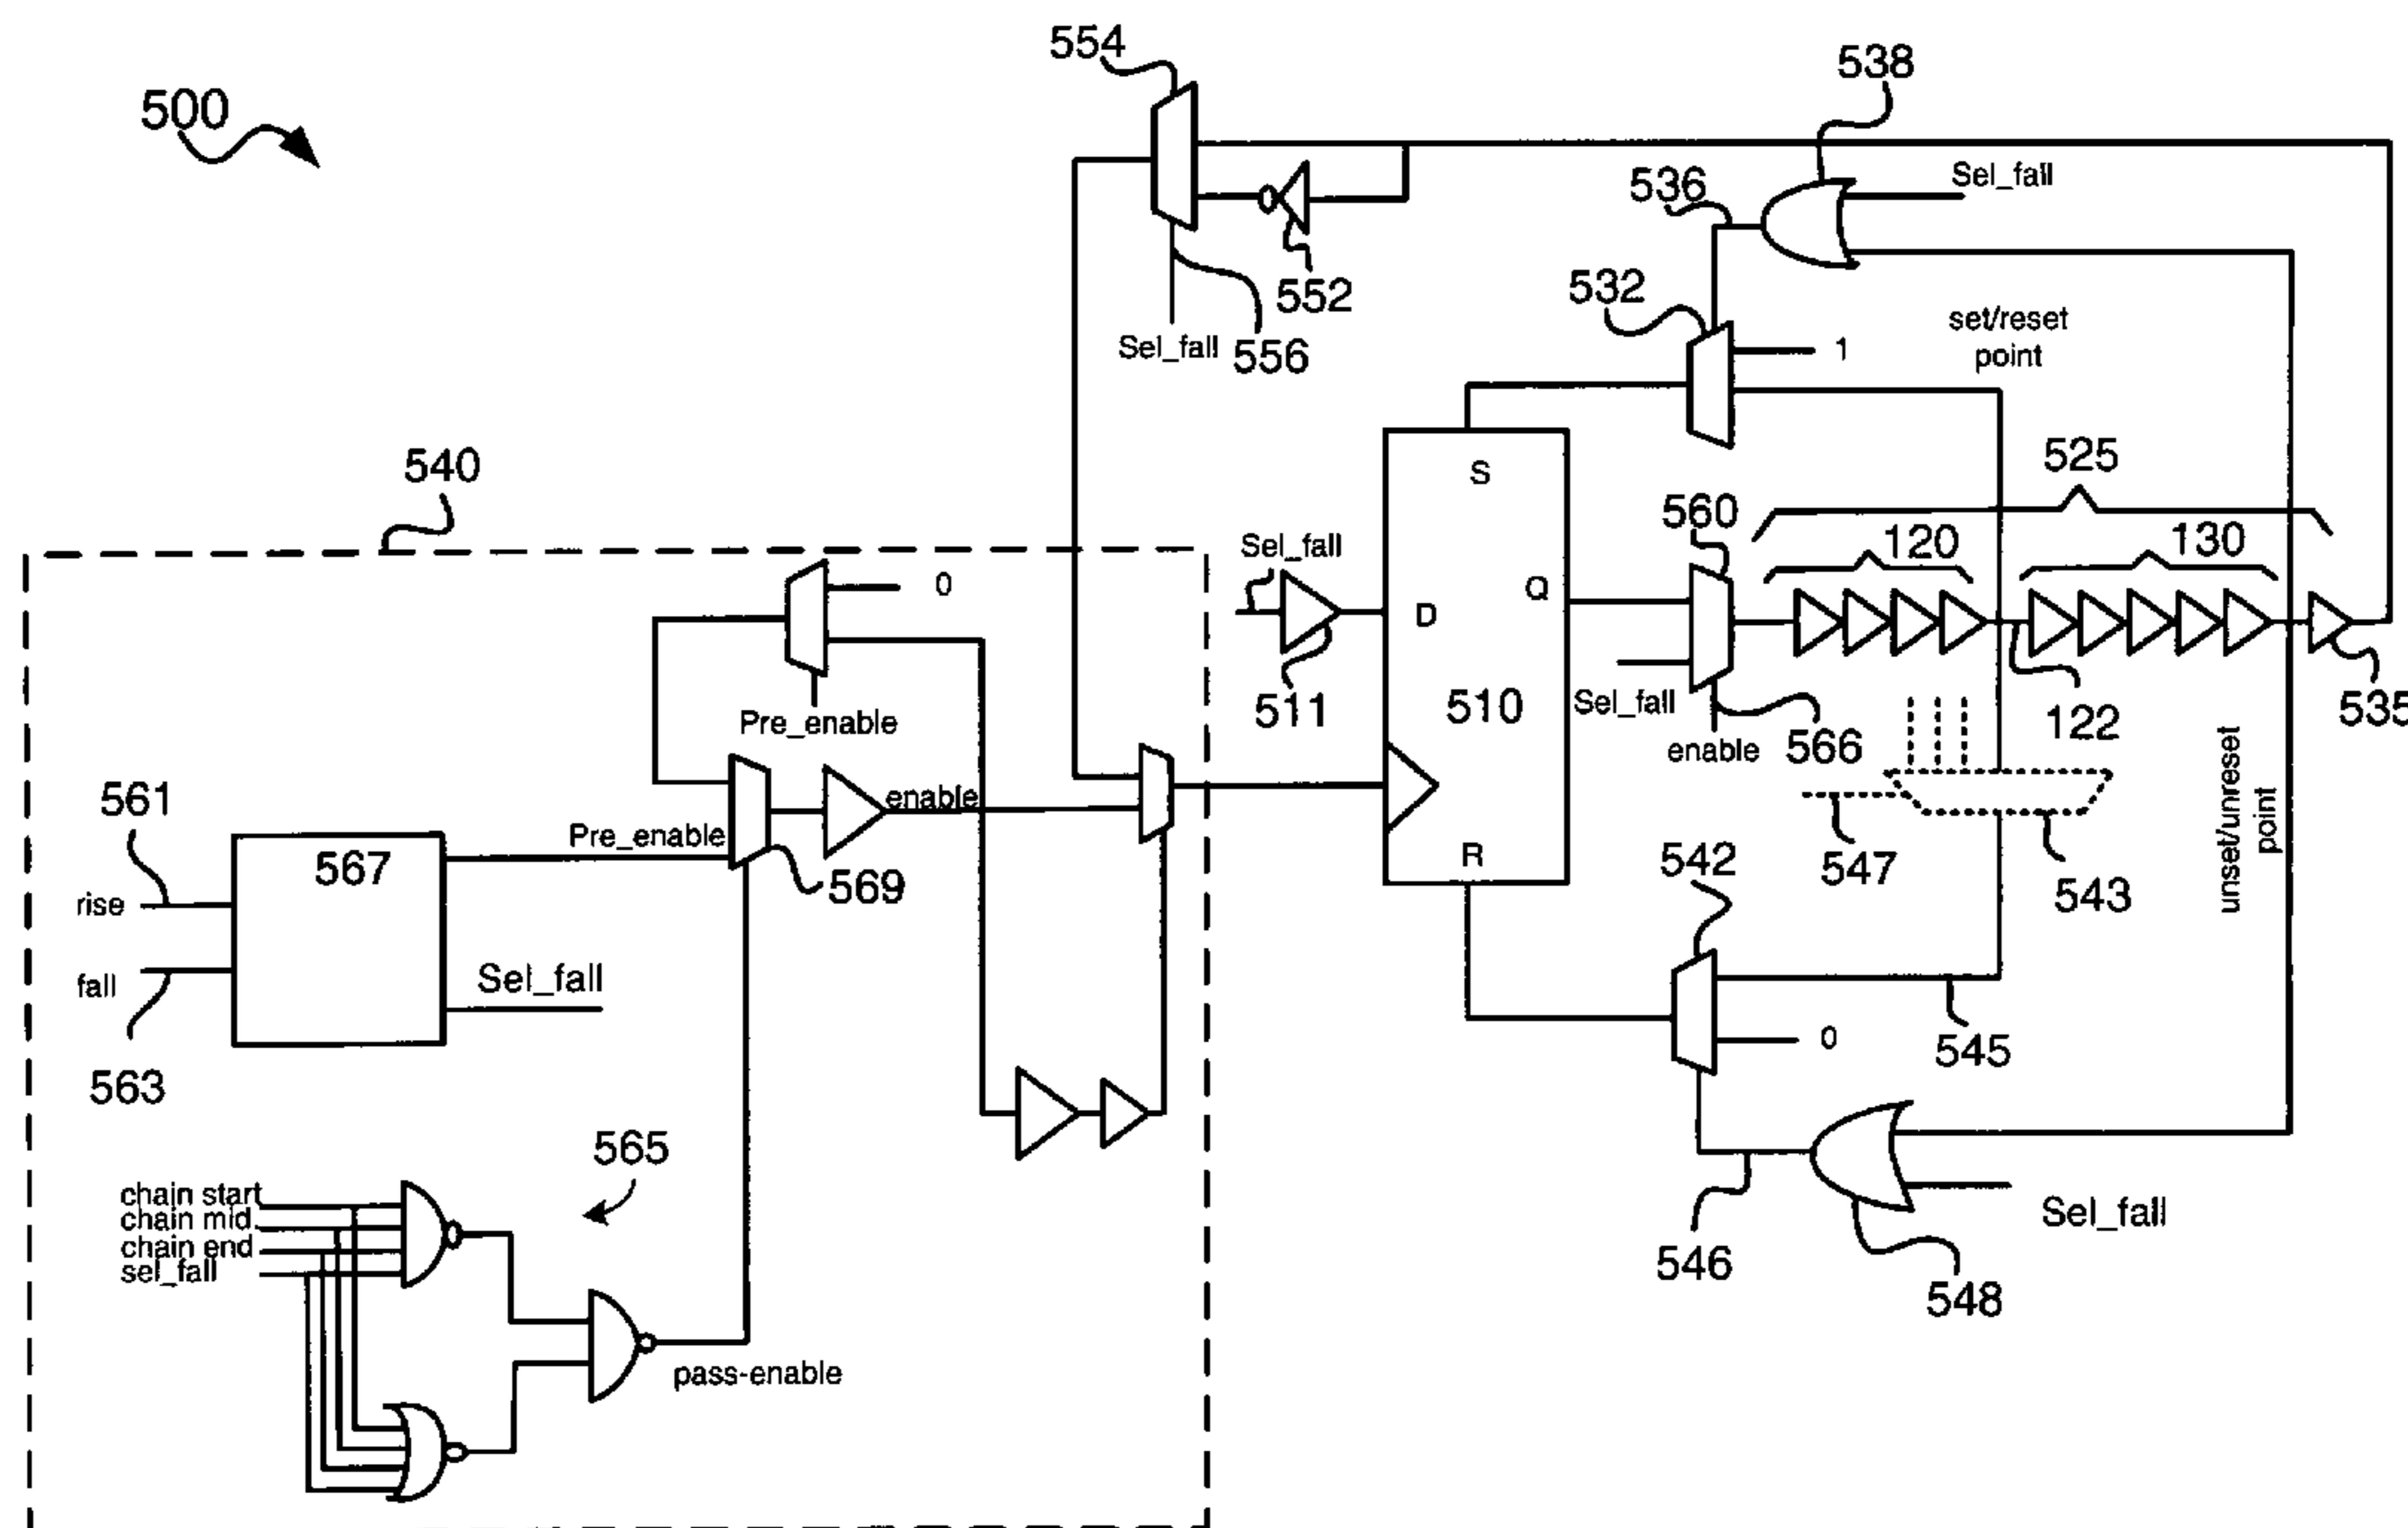 554
538
500
536
Sel_fall
552
532
set/reset
point
1
Sel_fall
556
540
525
S
560
120
130
Sel_fall
0
D
Q
511
510
Sel_fall
122
535
Pre_enable
enable
566
unset/unreset
point
561
enable
Pre_enable
567
569
R
542
547
543
rise
fall
Sel_fall
563
0
545
565
chain start
chain mid
chain end
sel_fall
546
Sel_fall
548
pass-enable